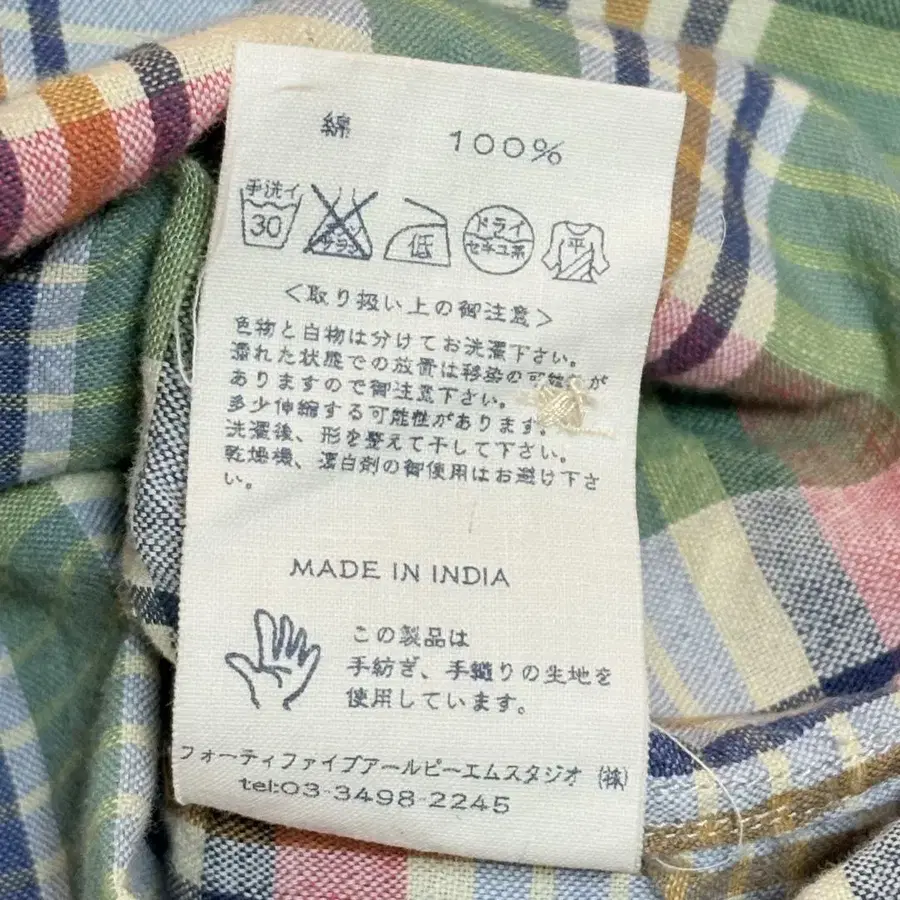 綿 100%
手洗イ
30
サラシ
低
ドライ
セキユ系
平
<取り扱い上の御注意>
色物と白物は分けてお洗濯下さい。
濡れた状態での放置は移染の可能性が
ありますので御注意下さい。
多少伸縮する可能性があります。
洗濯後、形を整えて干して下さい。
乾燥機、漂白剤の御使用はお避け下さ
い。
MADE IN INDIA
この製品は
手紡ぎ、手織りの生地を
使用しています。
フォーティファイブアールピーエムスタジオ (株)
tel:03-3498-2245